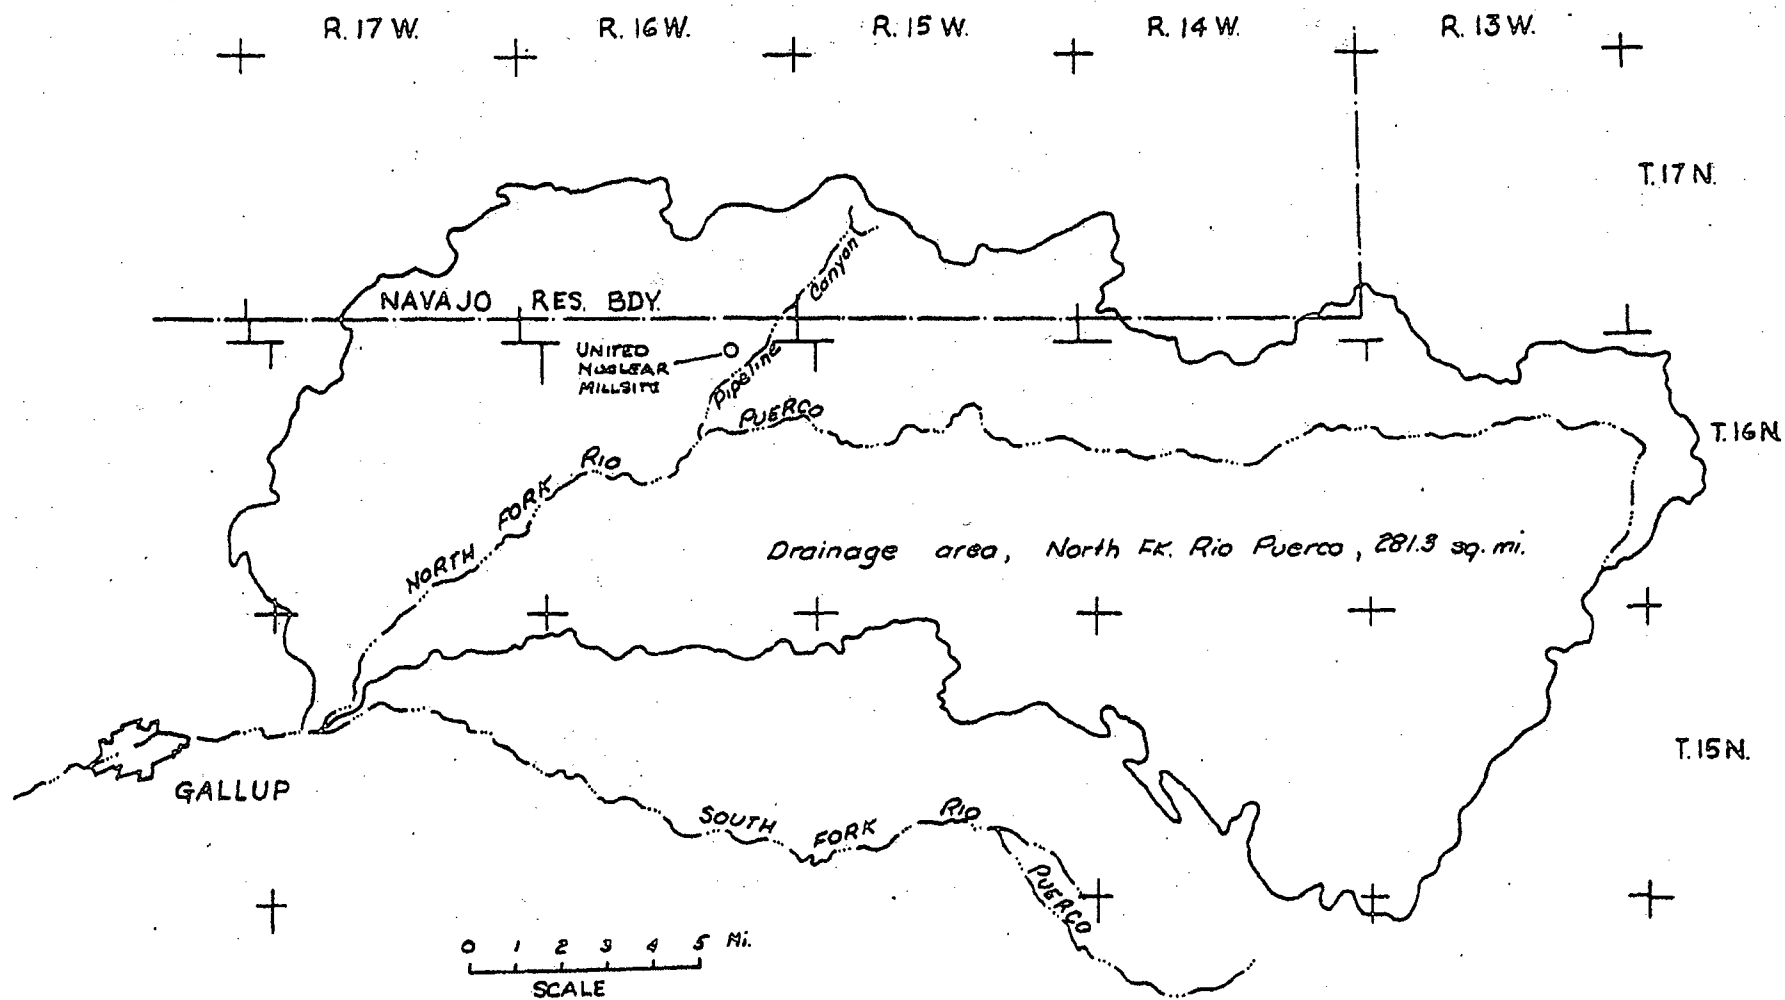 R. 17 W. R. 16 W. R. 15 W. R. 14 W. R. 13 W.
T. 17 N.
Canyon
NAVAJO RES. BDY.
UNITED
NUCLEAR
MILLSITE
Pipeline
PUERCO
T. 16 N.
RIO
FORK
NORTH
Drainage area, North Fk. Rio Puerco, 281.3 sq. mi.
T. 15 N.
GALLUP
SOUTH FORK RIO
PUERCO
0 1 2 3 4 5 Mi.
SCALE